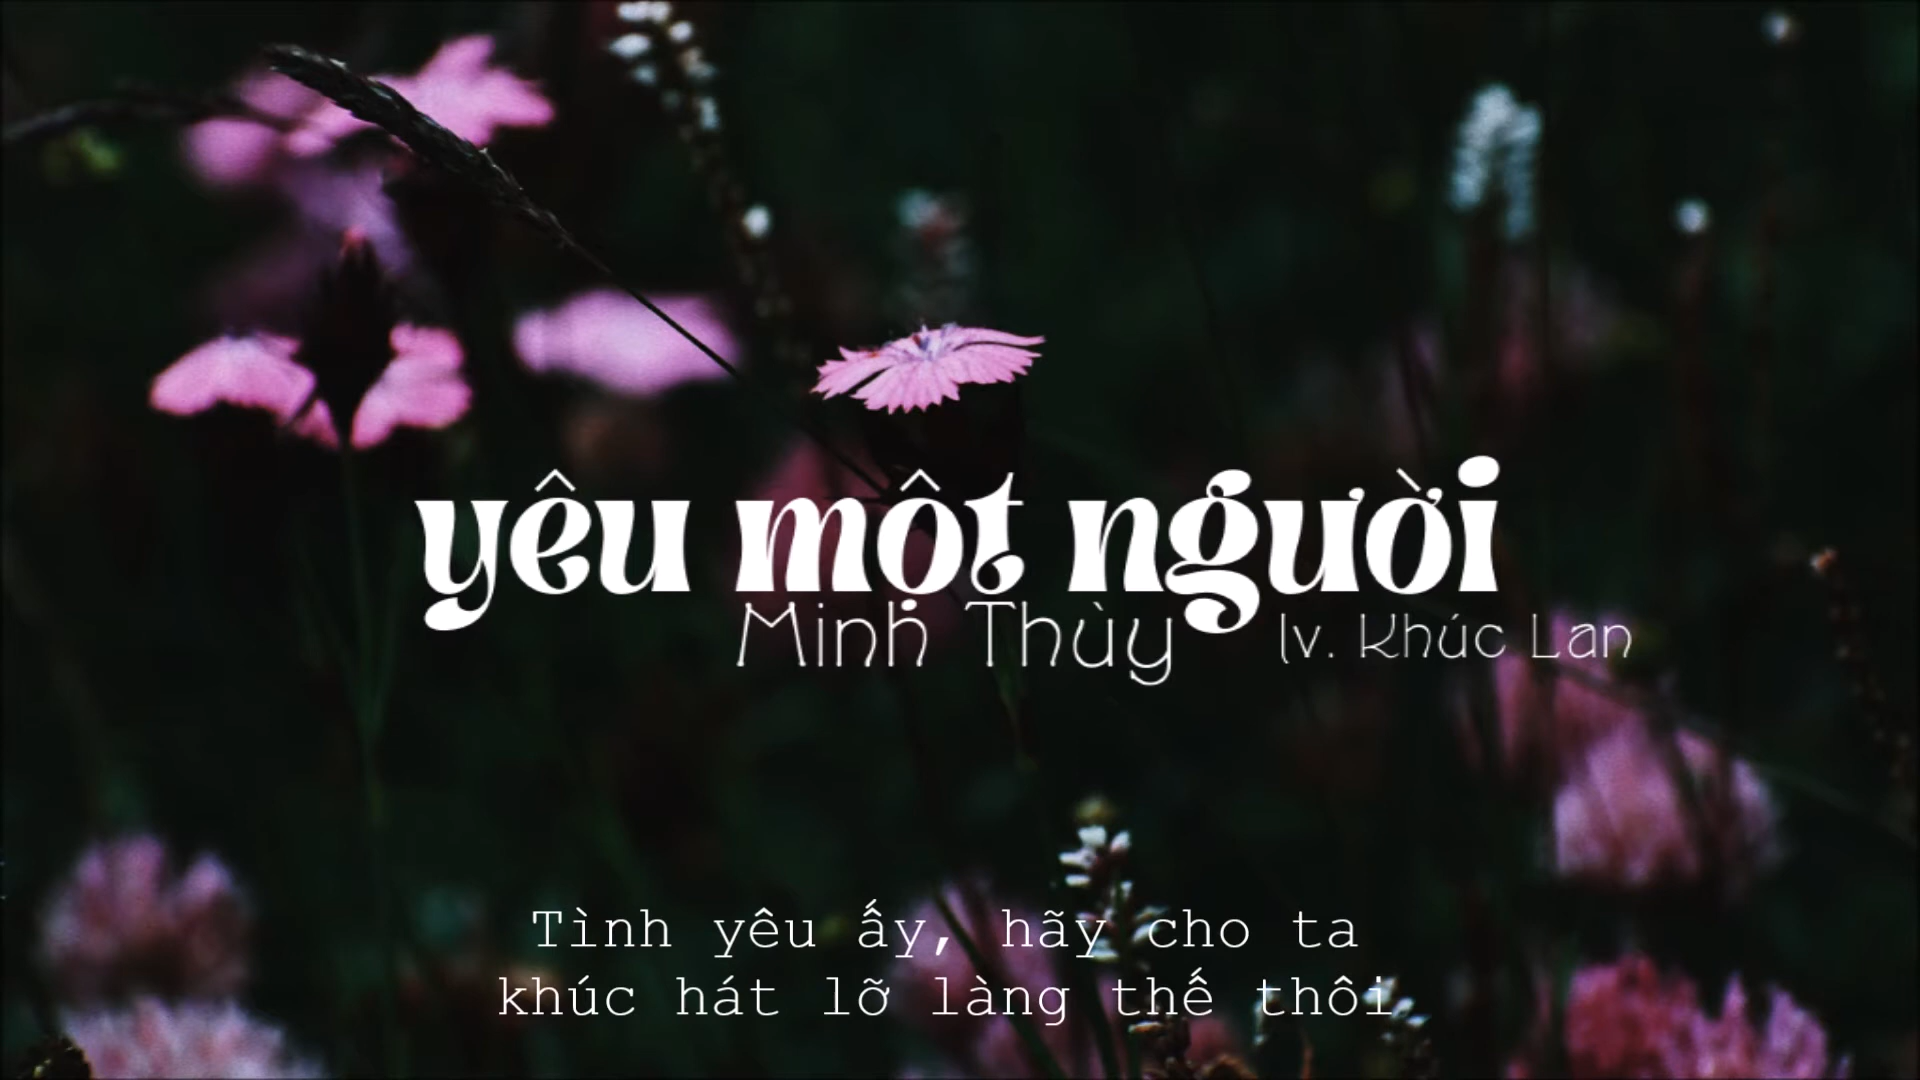 yêu một người
Minh Thùy
lv. Khúc Lan
Tình yêu ấy, hãy cho ta
khúc hát lỡ làng thế thôi